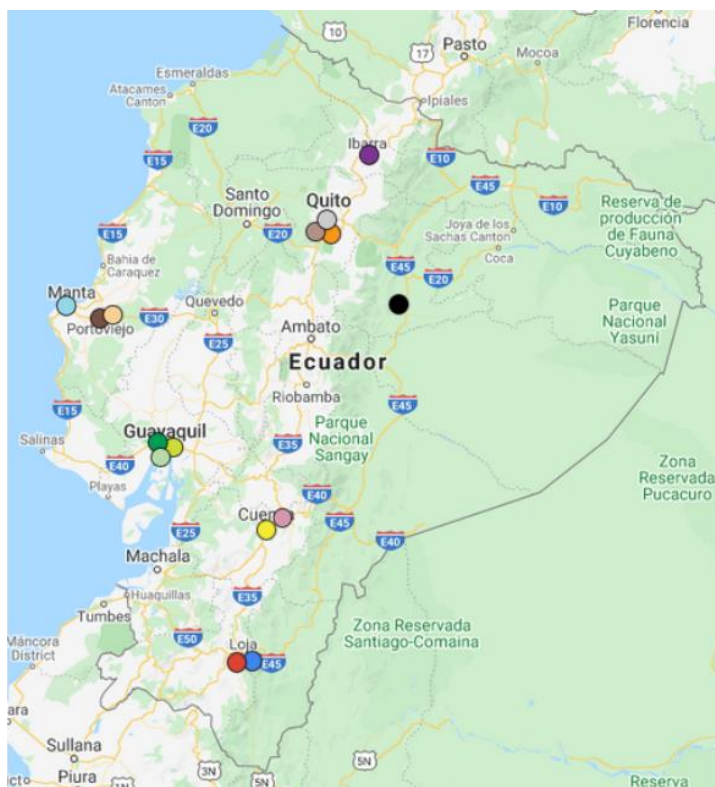 Florencia
10
17
Pasto
Mocoa
Esmeraldas
Atacames
Canton
elpiales
E20
Ibarra
E15
E10
Santo
Domingo
Quito
E45
E10
Reserva de
producción
de Fauna
Cuyabeno
E15
E20
Joya de los
Sachas Canton
Coca
Bahia de
Caraquez
E45
E20
Manta
Quevedo
Portoviejo
E30
Parque
Nacional
Yasuní
Ambato
E25
Ecuador
Riobamba
E15
E45
Parque
Nacional
Sangay
Guayaquil
Salinas
E35
E40
Playas
Zona
Reservada
Pucacuro
E40
Cuen
E45
E25
E40
Machala
Huaquillas
E35
Tumbes
Zona Reservada
Santiago-Comaina
Máncora
District
E50
Loja
E45
ara
Sullana
Piura
3N
5N
5N
1N
cto
Reserva